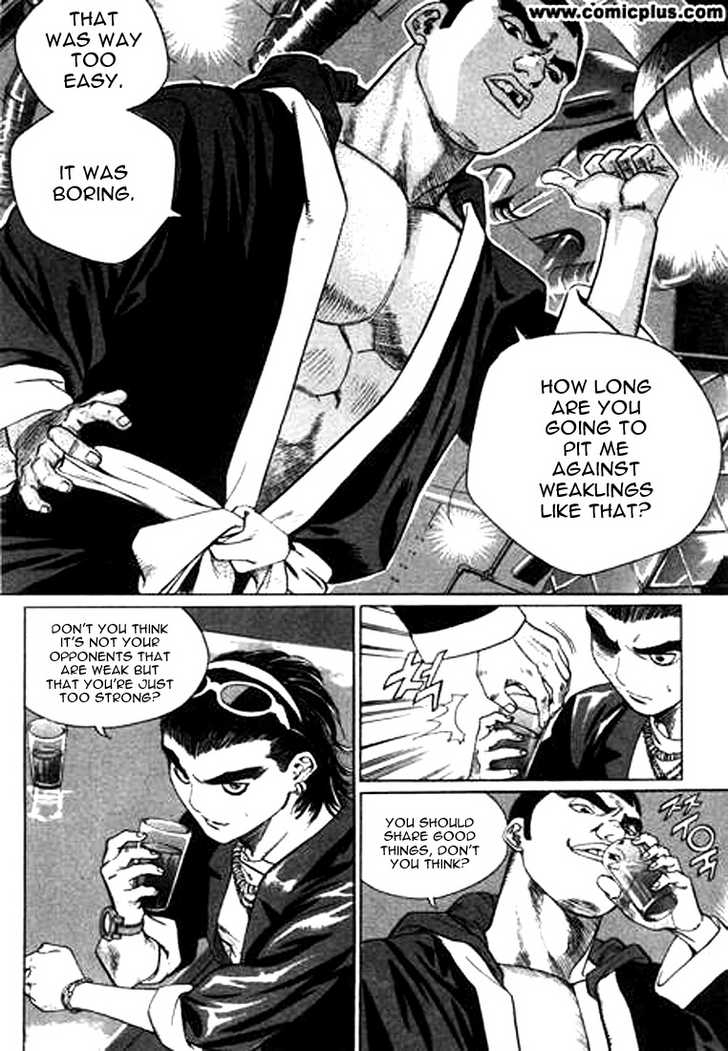 www.comicplus.com
THAT
WAS WAY
TOO
EASY.
IT WAS
BORING.
HOW LONG
ARE YOU
GOING TO
PIT ME
AGAINST
WEAKLINGS
LIKE THAT?
DON'T YOU THINK
IT'S NOT YOUR
OPPONENTS THAT
ARE WEAK BUT
THAT YOU'RE JUST
TOO STRONG?
YOU SHOULD
SHARE GOOD
THINGS, DON'T
YOU THINK?